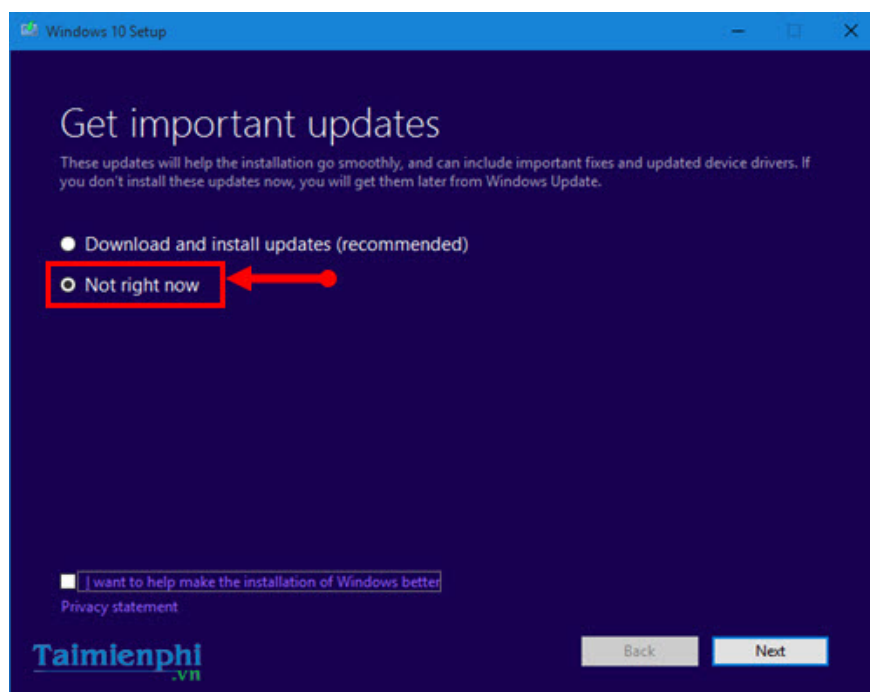 Windows 10 Setup
Get important updates
These updates will help the installation go smoothly, and can include important fixes and updated device drivers. If
you don't install these updates now, you will get them later from Windows Update.
Download and install updates (recommended)
Not right now
I want to help make the installation of Windows better
Privacy statement
Back
Next
Taimienphi
.vn